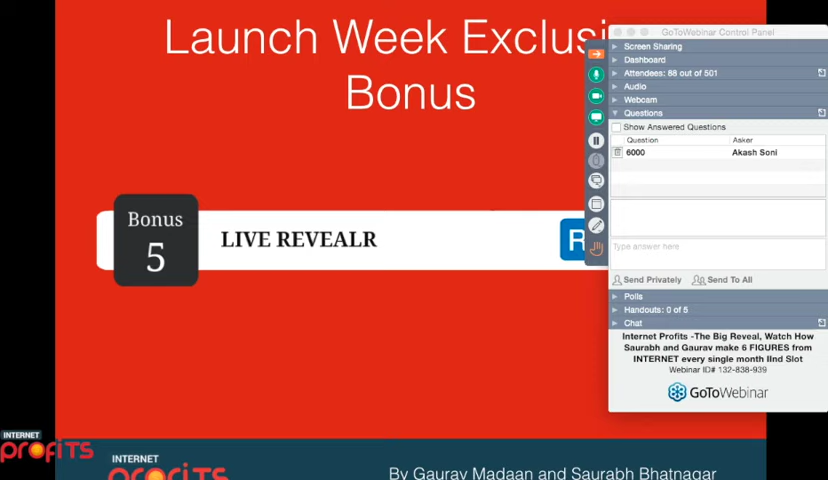 Launch Week Exclusi
Bonus
Bonus
5
LIVE REVEALR
R
INTERNET
PROFITS
INTERNET
profits
By Gaurav Madaan and Saurabh Bhatnagar
GoToWebinar Control Panel
Screen Sharing
Dashboard
Attendees: 88 out of 501
Audio
Webcam
Questions
Show Answered Questions
Question Asker
6000 Akash Soni
Type answer here
Send Privately Send To All
Polls
Handouts: 0 of 5
Chat
Internet Profits -The Big Reveal, Watch How
Saurabh and Gaurav make 6 FIGURES from
INTERNET every single month IInd Slot
Webinar ID# 132-838-939
GoToWebinar